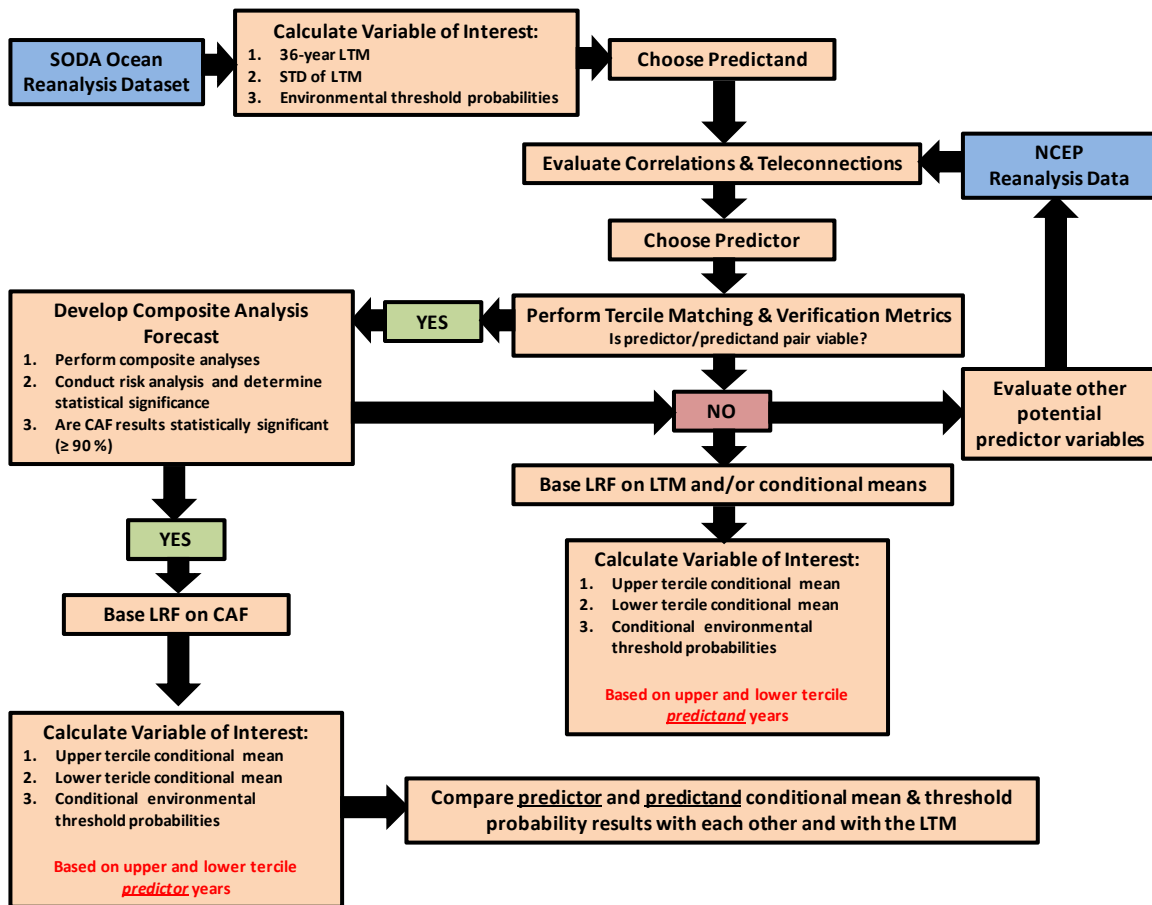 SODA Ocean
Reanalysis Dataset
Calculate Variable of Interest:
1. 36-year LTM
2. STD of LTM
3. Environmental threshold probabilities
Choose Predictand
Evaluate Correlations & Teleconnections
NCEP
Reanalysis Data
Choose Predictor
Perform Tercile Matching & Verification Metrics
Is predictor/predictand pair viable?
YES
Develop Composite Analysis
Forecast
1. Perform composite analyses
2. Conduct risk analysis and determine
statistical significance
3. Are CAF results statistically significant
(≥ 90 %)
NO
Evaluate other
potential
predictor variables
Base LRF on LTM and/or conditional means
YES
Calculate Variable of Interest:
1. Upper tercile conditional mean
2. Lower tercile conditional mean
3. Conditional environmental
threshold probabilities
Based on upper and lower tercile
predictand years
Base LRF on CAF
Calculate Variable of Interest:
1. Upper tercile conditional mean
2. Lower tericle conditional mean
3. Conditional environmental
threshold probabilities
Based on upper and lower tercile
predictor years
Compare predictor and predictand conditional mean & threshold
probability results with each other and with the LTM